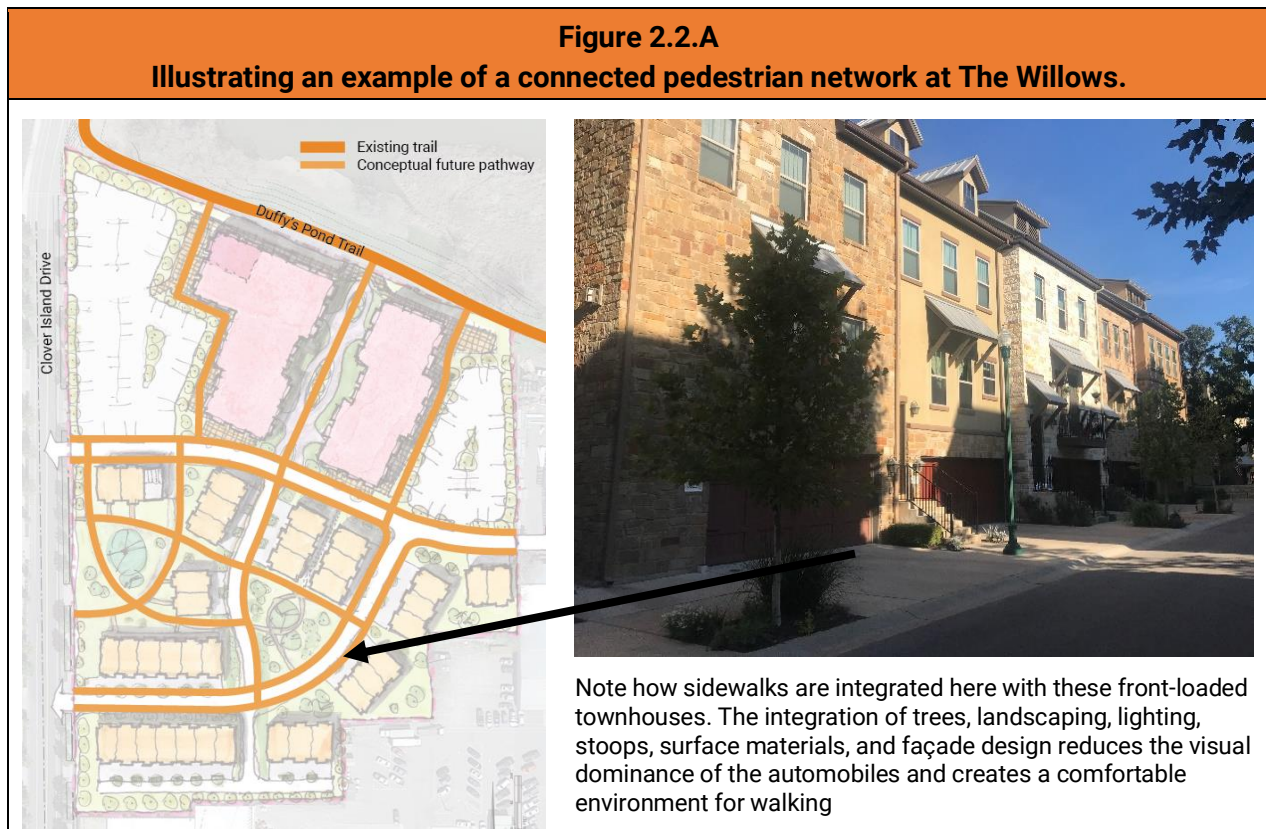 Figure 2.2.A
Illustrating an example of a connected pedestrian network at The Willows.
Existing trail
Conceptual future pathway
Duffy's Pond Trail
Clover Island Drive
Note how sidewalks are integrated here with these front-loaded
townhouses. The integration of trees, landscaping, lighting,
stoops, surface materials, and façade design reduces the visual
dominance of the automobiles and creates a comfortable
environment for walking